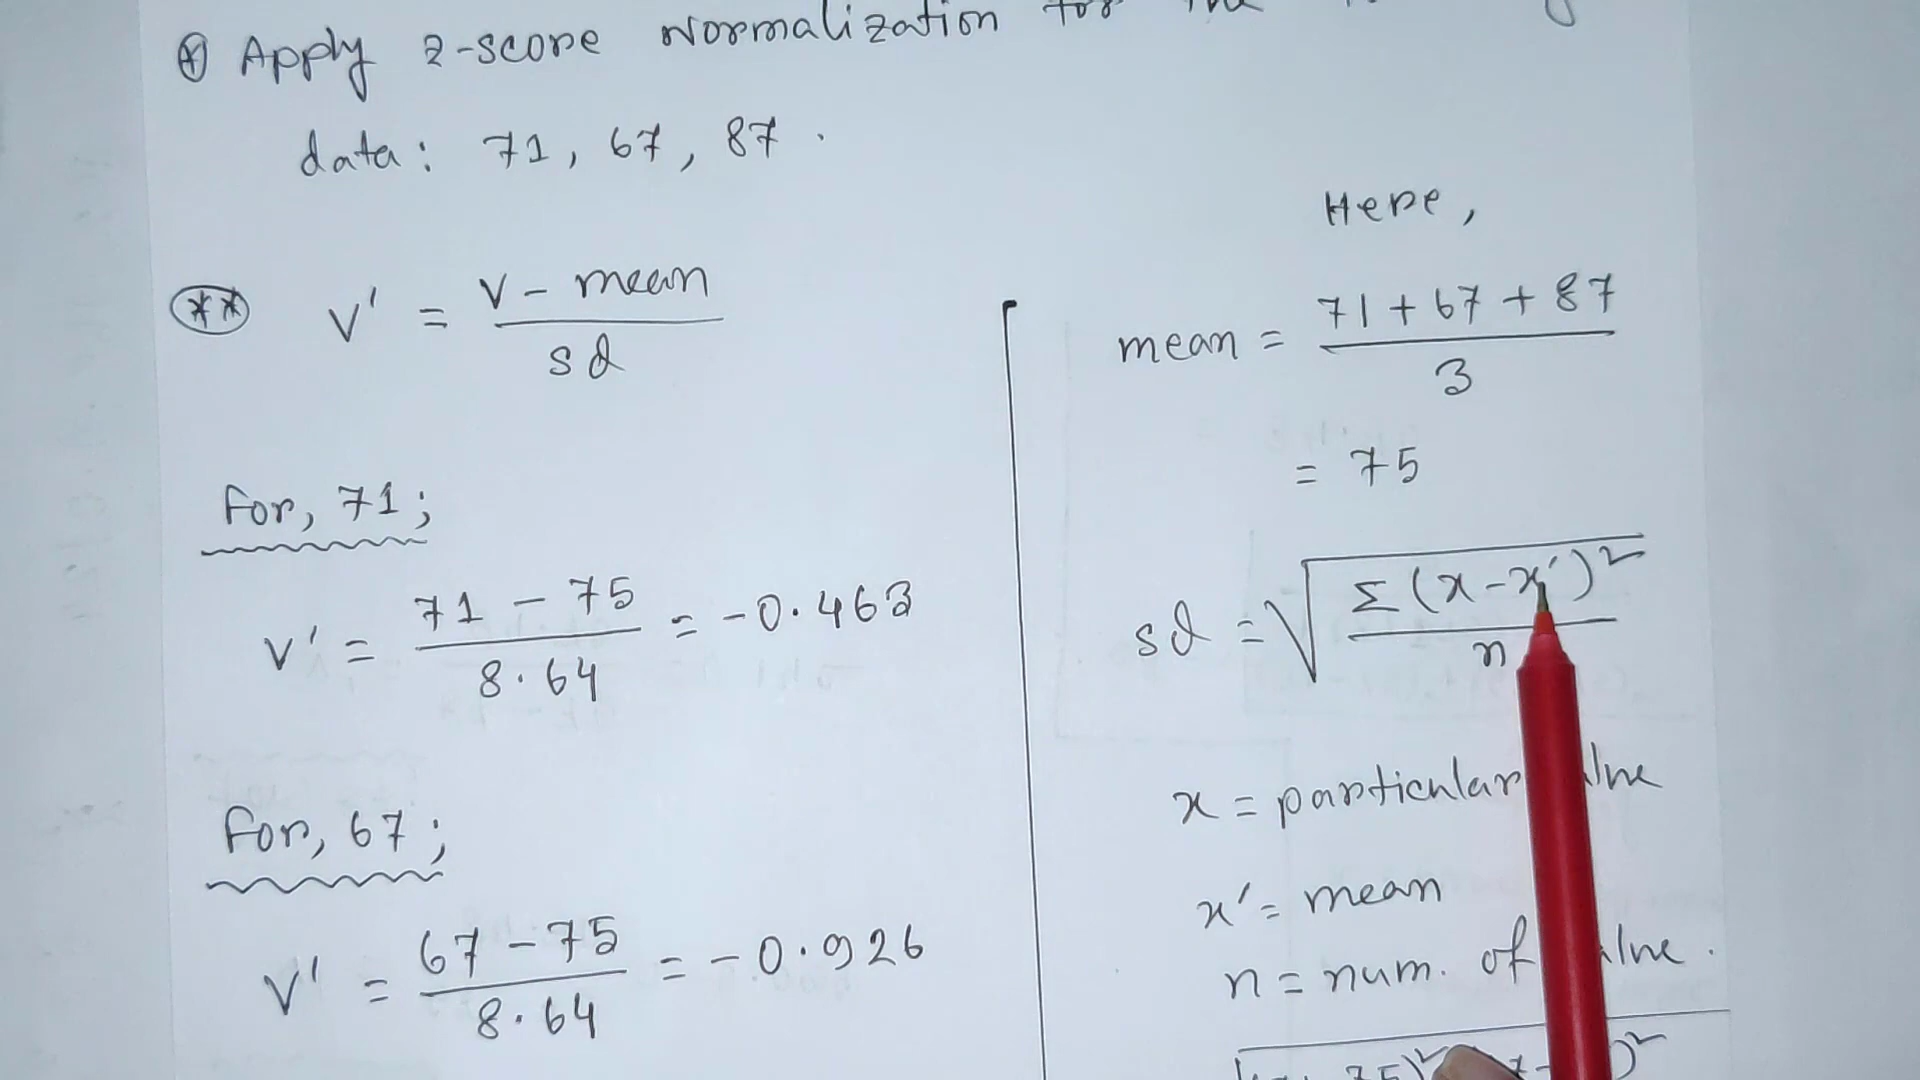 ⊛ Apply z-score Normalization for the
data: 71, 67, 87.
** v' = v - mean / sd
For, 71;
v' = 71 - 75 / 8.64 = -0.463
For, 67;
v' = 67 - 75 / 8.64 = -0.926
Here,
mean = 71 + 67 + 87 / 3
= 75
sd = √ Σ (x - x')² / n
x = particular
x' = mean
n = num. of